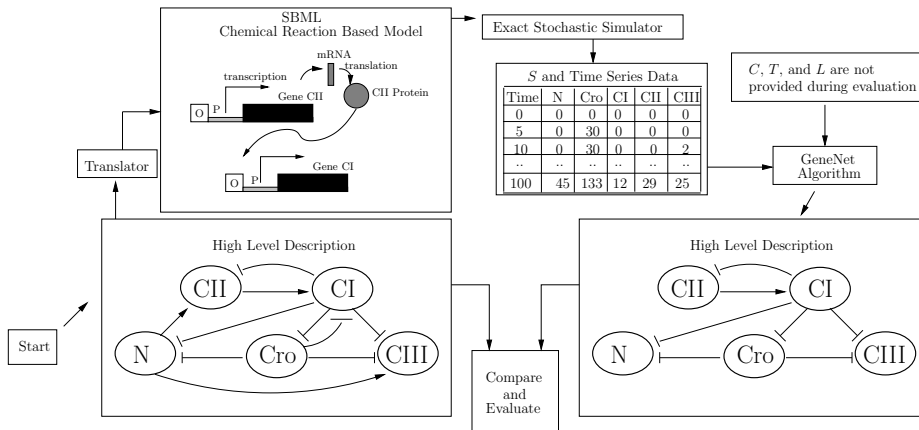 SBML
Chemical Reaction Based Model
mRNA
transcription
translation
O
P
Gene CII
CII Protein
Gene CI
O
P
Exact Stochastic Simulator
S and Time Series Data
Time N Cro CI CII CIII
0 0 0 0 0 0
5 0 30 0 0 0
10 0 30 0 0 2
.. .. .. .. .. ..
100 45 133 12 29 25
C, T, and L are not
provided during evaluation
GeneNet
Algorithm
Translator
High Level Description
CII
CI
N
Cro
CIII
Start
Compare
and
Evaluate
High Level Description
CII
CI
N
Cro
CIII